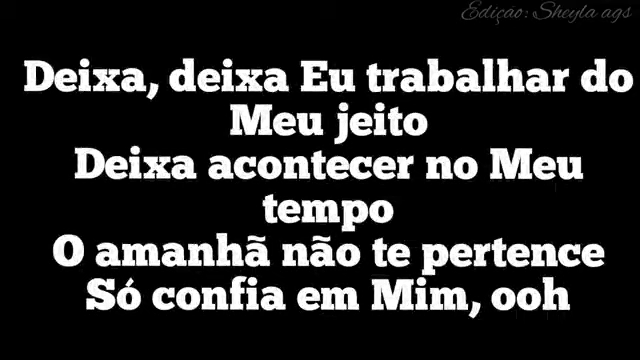 Edição: Sheyla ags
Deixa, deixa Eu trabalhar do
Meu jeito
Deixa acontecer no Meu
tempo
O amanhã não te pertence
Só confia em Mim, ooh